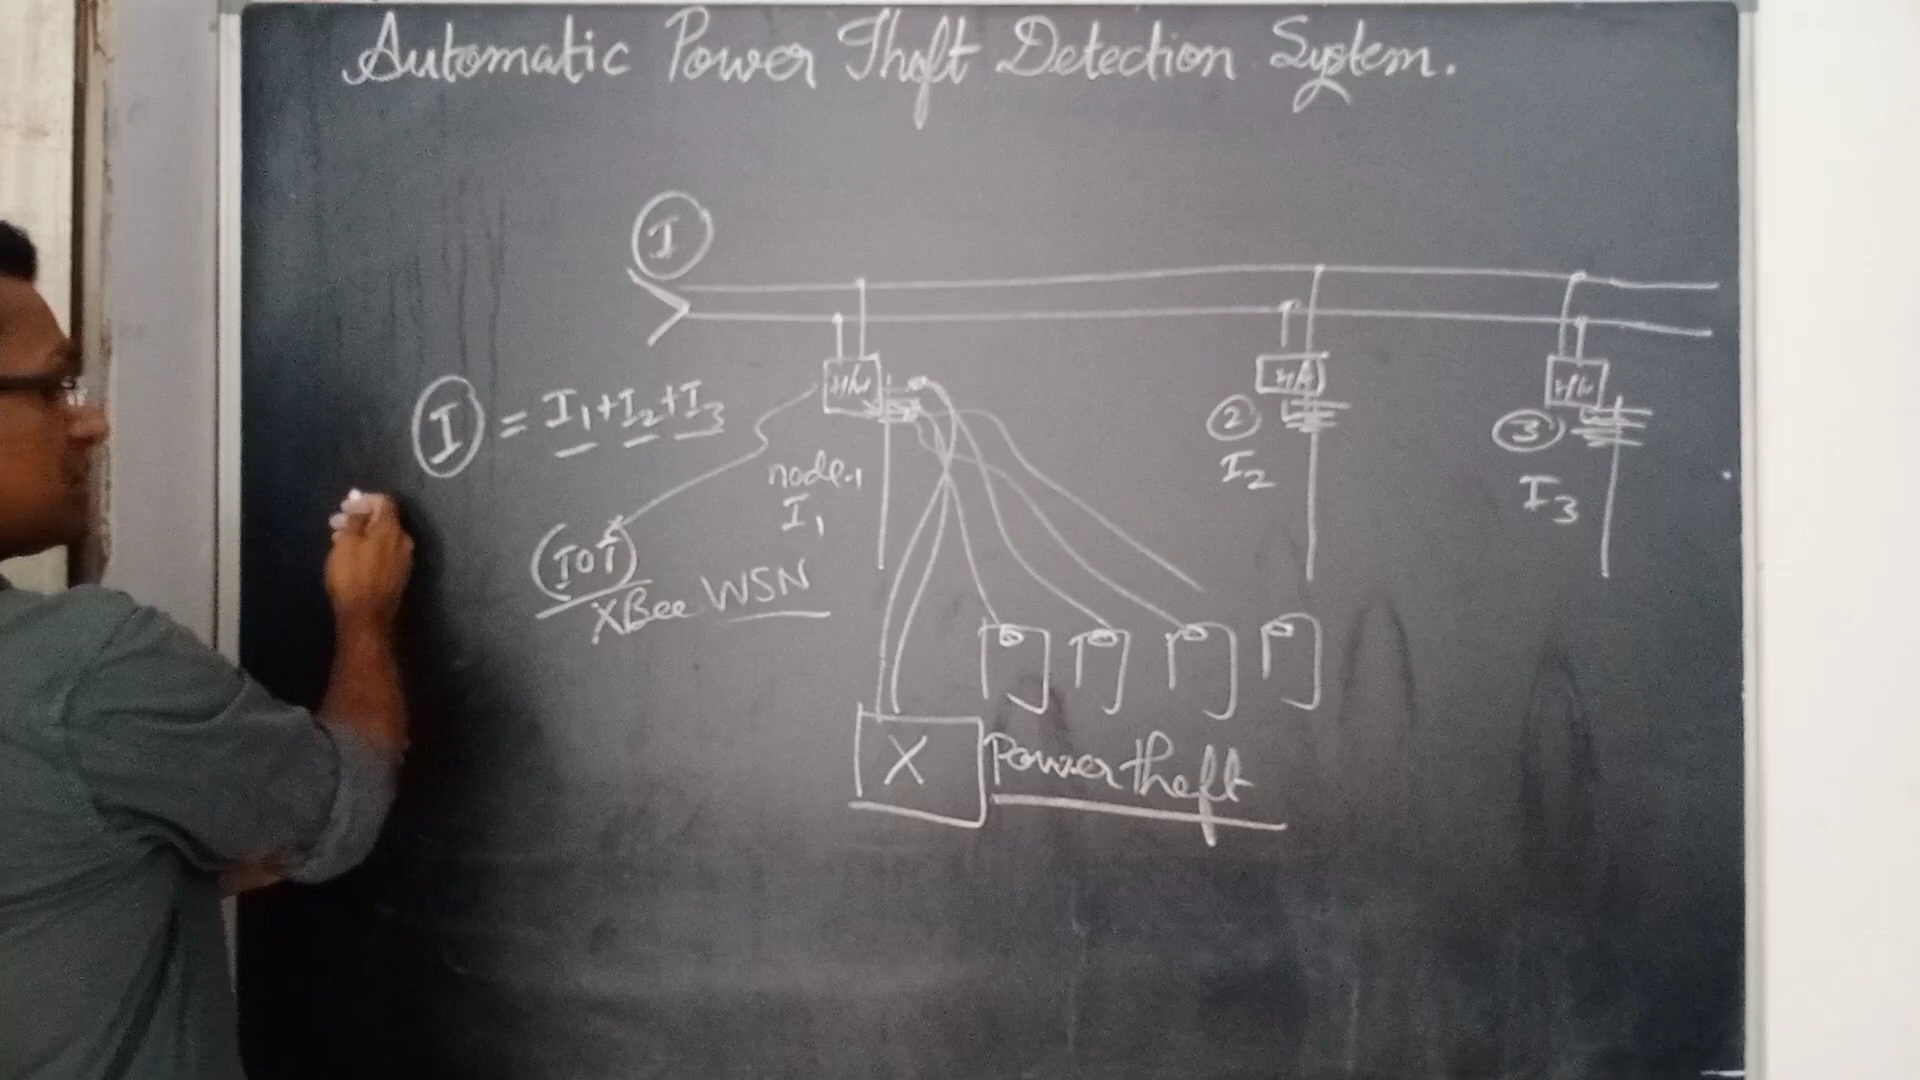 Automatic Power Theft Detection System.
I
H/W
H/W
H/W
I = I₁+I₂+I₃
node-1
I₁
2
I₂
3
I₃
IOT
XBee WSN
X
Power theft